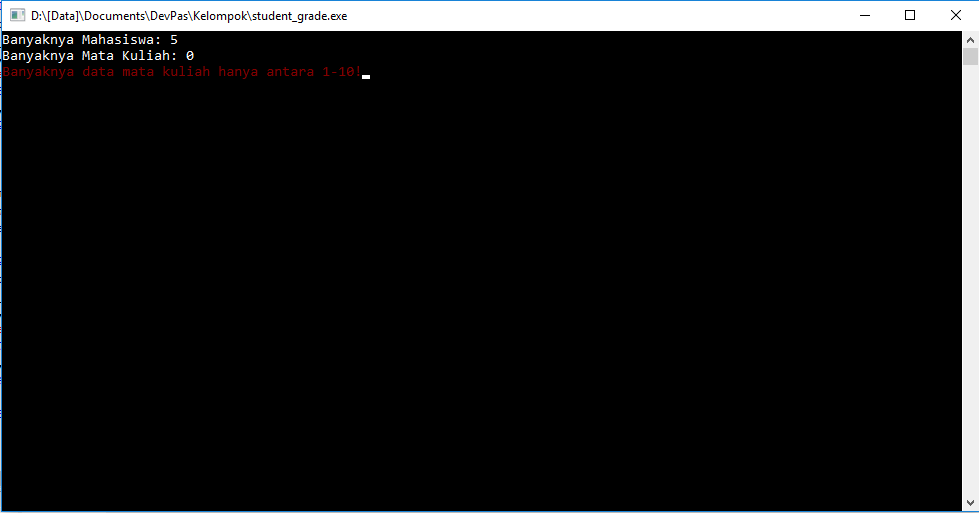 D:\[Data]\Documents\DevPas\Kelompok\student_grade.exe
Banyaknya Mahasiswa: 5
Banyaknya Mata Kuliah: 0
Banyaknya data mata kuliah hanya antara 1-10!